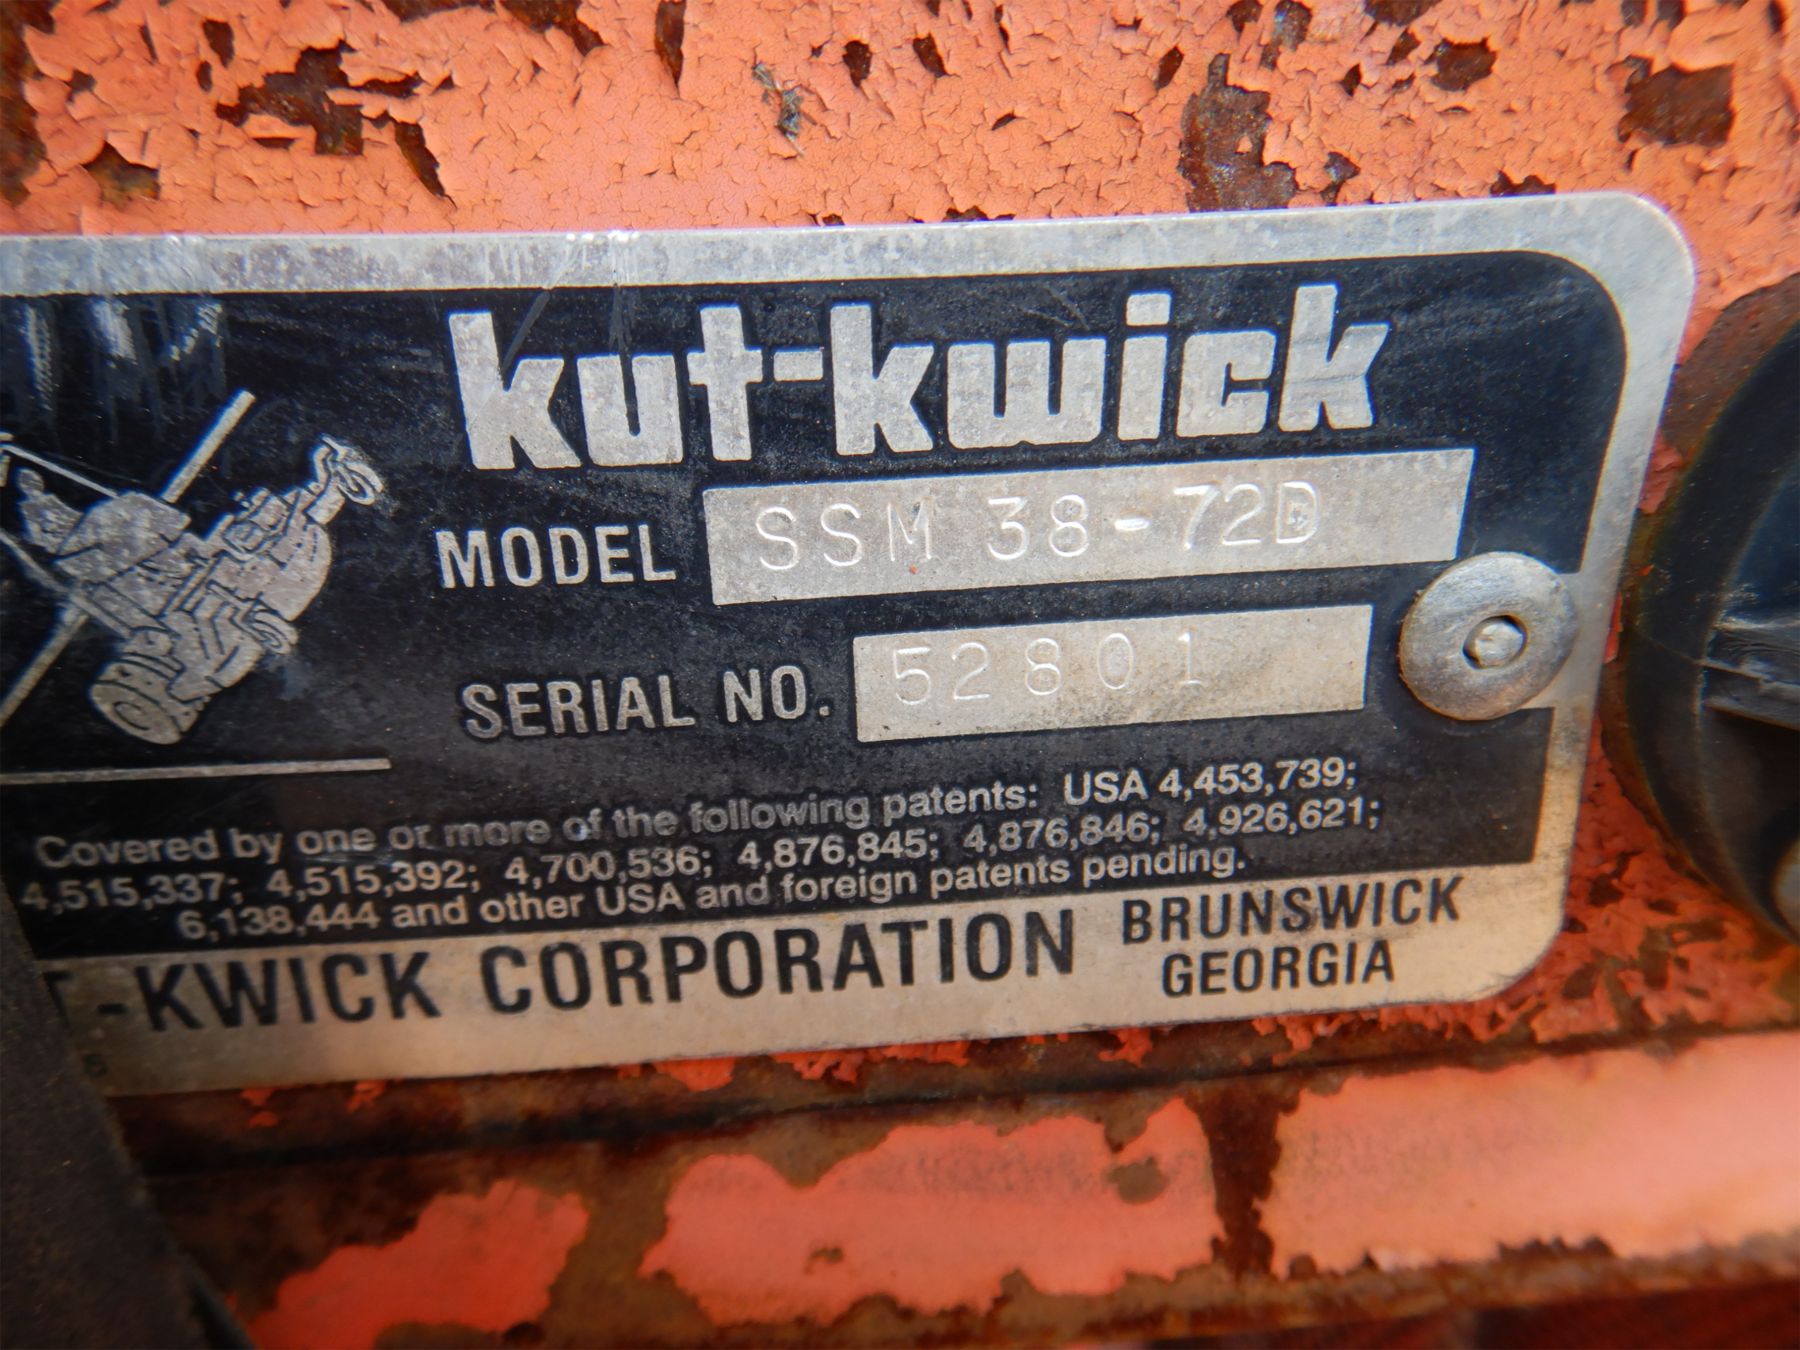 kut-kwick
MODEL SSM 38-72D
SERIAL NO. 52801
Covered by one or more of the following patents: USA 4,453,739;
4,515,337; 4,515,392; 4,700,536; 4,876,845; 4,876,846; 4,926,621;
6,138,444 and other USA and foreign patents pending.
T-KWICK CORPORATION BRUNSWICK
GEORGIA